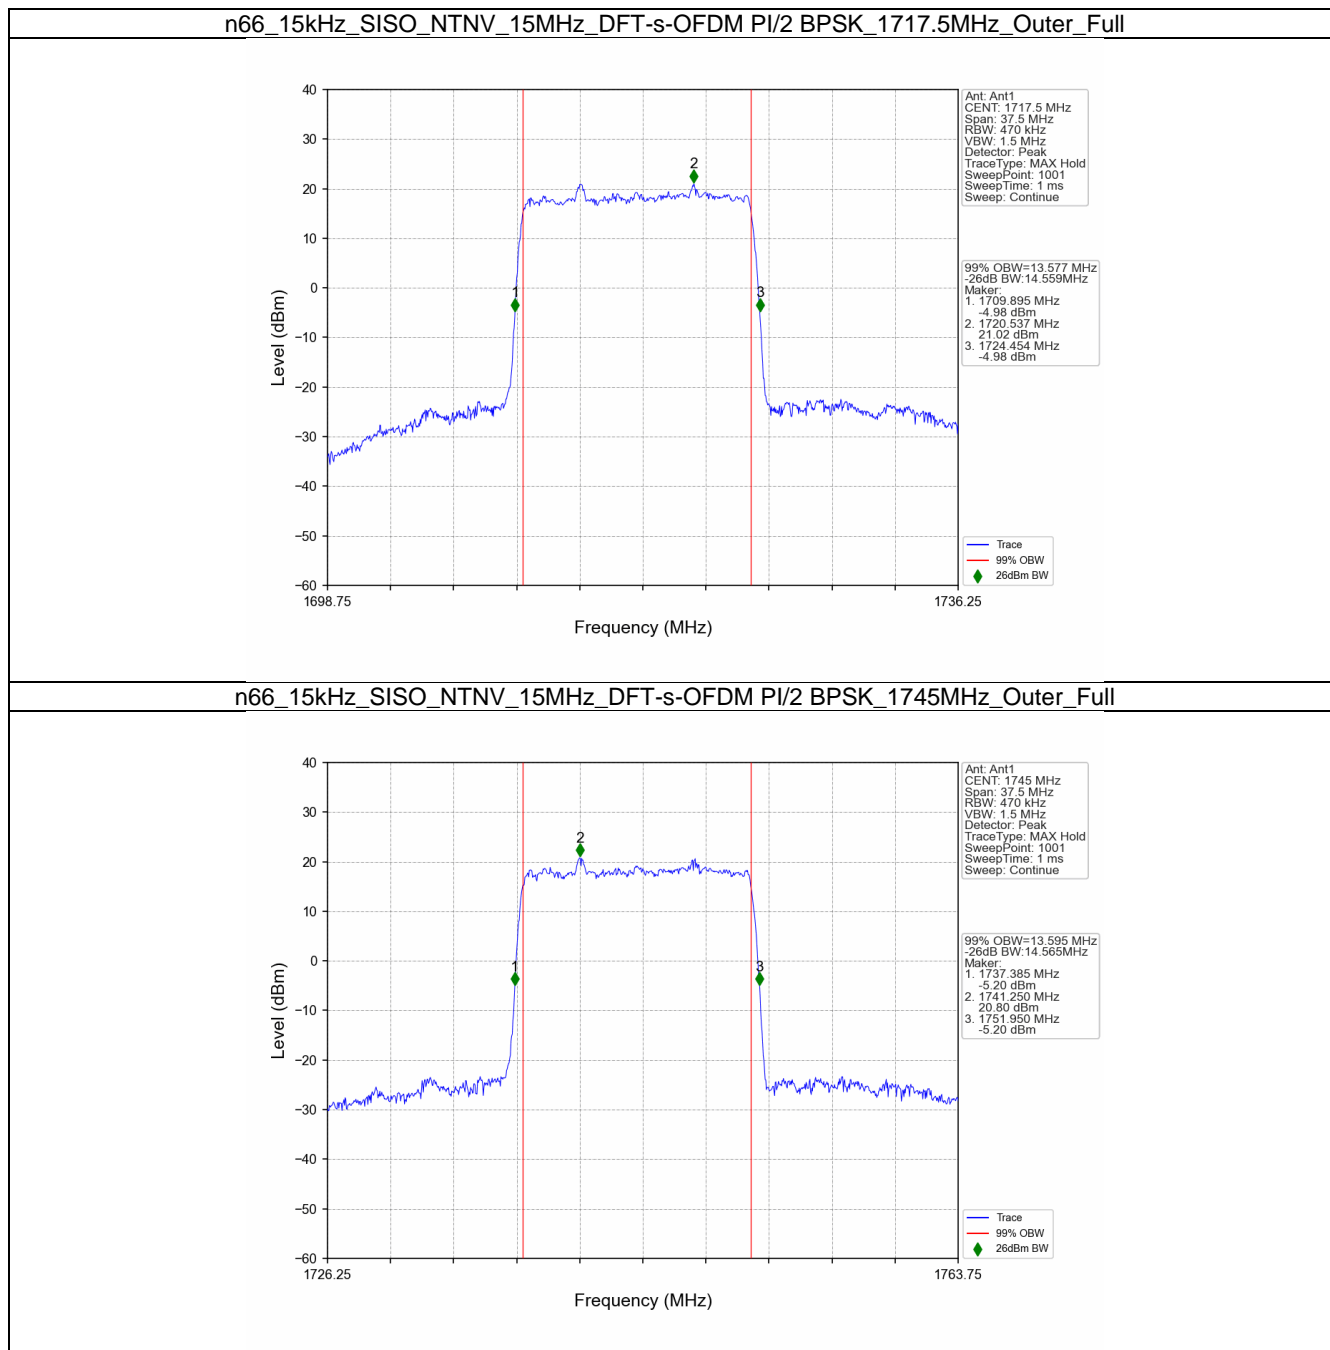 n66_15kHz_SISO_NTNV_15MHz_DFT-s-OFDM PI/2 BPSK_1717.5MHz_Outer_Full
40
30
20
10
0
−10
−20
−30
−40
−50
−60
Level (dBm)
1
2
3
1698.75
1736.25
Frequency (MHz)
Ant: Ant1
CENT: 1717.5 MHz
Span: 37.5 MHz
RBW: 470 kHz
VBW: 1.5 MHz
Detector: Peak
TraceType: MAX Hold
SweepPoint: 1001
SweepTime: 1 ms
Sweep: Continue
99% OBW=13.577 MHz
-26dB BW:14.559MHz
Maker:
1. 1709.895 MHz
-4.98 dBm
2. 1720.537 MHz
21.02 dBm
3. 1724.454 MHz
-4.98 dBm
Trace
99% OBW
26dBm BW
n66_15kHz_SISO_NTNV_15MHz_DFT-s-OFDM PI/2 BPSK_1745MHz_Outer_Full
40
30
20
10
0
−10
−20
−30
−40
−50
−60
Level (dBm)
1
2
3
1726.25
1763.75
Frequency (MHz)
Ant: Ant1
CENT: 1745 MHz
Span: 37.5 MHz
RBW: 470 kHz
VBW: 1.5 MHz
Detector: Peak
TraceType: MAX Hold
SweepPoint: 1001
SweepTime: 1 ms
Sweep: Continue
99% OBW=13.595 MHz
-26dB BW:14.565MHz
Maker:
1. 1737.385 MHz
-5.20 dBm
2. 1741.250 MHz
20.80 dBm
3. 1751.950 MHz
-5.20 dBm
Trace
99% OBW
26dBm BW